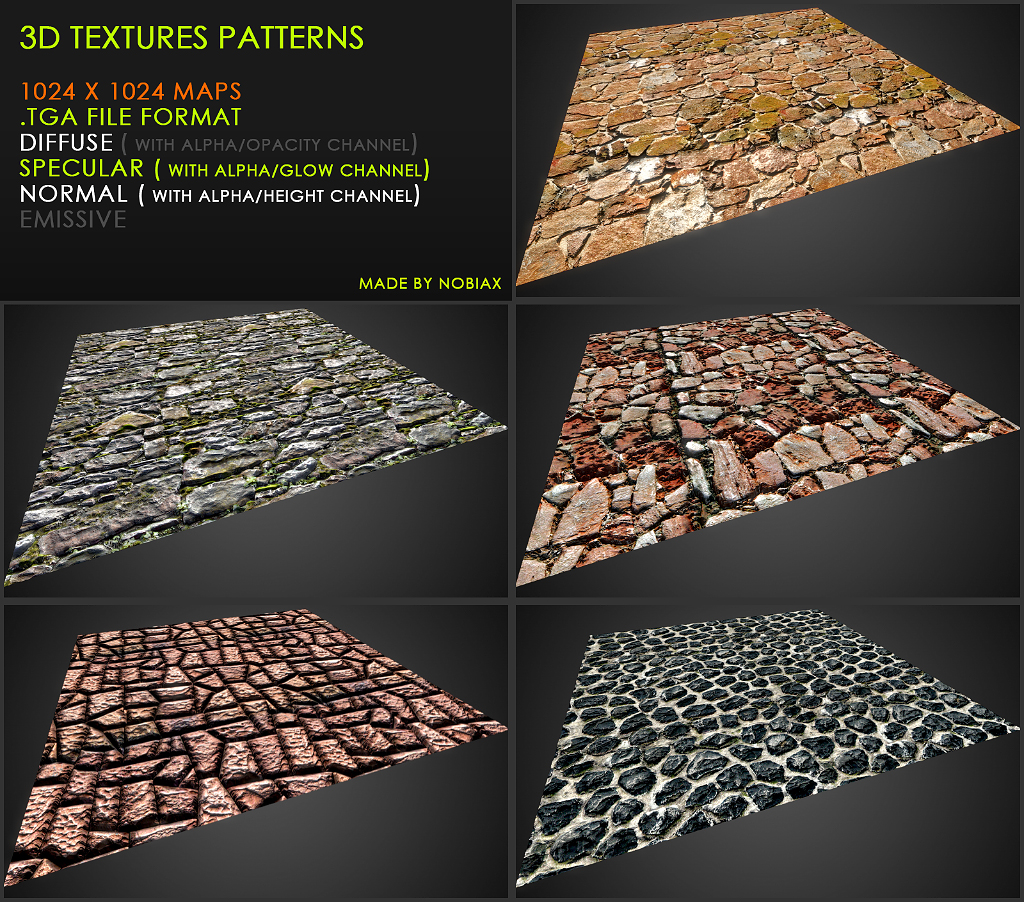 3D TEXTURES PATTERNS
1024 X 1024 MAPS
.TGA FILE FORMAT
DIFFUSE ( WITH ALPHA/OPACITY CHANNEL)
SPECULAR ( WITH ALPHA/GLOW CHANNEL)
NORMAL ( WITH ALPHA/HEIGHT CHANNEL)
EMISSIVE
MADE BY NOBIAX